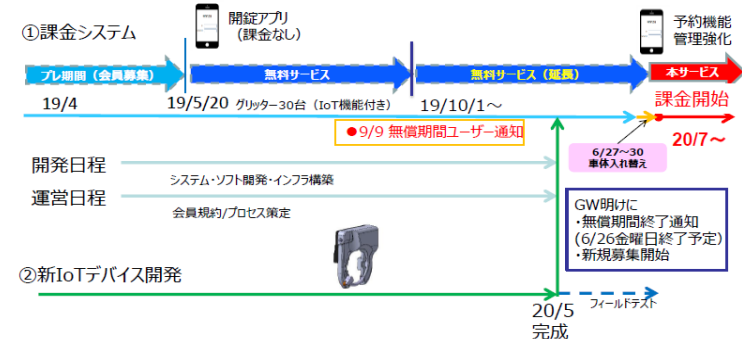 ①課金システム
開錠アプリ
(課金なし)
予約機能
管理強化
プレ期間（会員募集）
無料サービス
無料サービス（延長）
本サービス
19/4
19/5/20 グリッター30台（IoT機能付き）
19/10/1～
課金開始
●9/9 無償期間ユーザー通知
20/7～
6/27～30
車体入れ替え
開発日程
システム・ソフト開発・インフラ構築
運営日程
会員規約/プロセス策定
GW明けに
・無償期間終了通知
(6/26金曜日終了予定)
・新規募集開始
②新IoTデバイス開発
20/5
完成
フィールドテスト